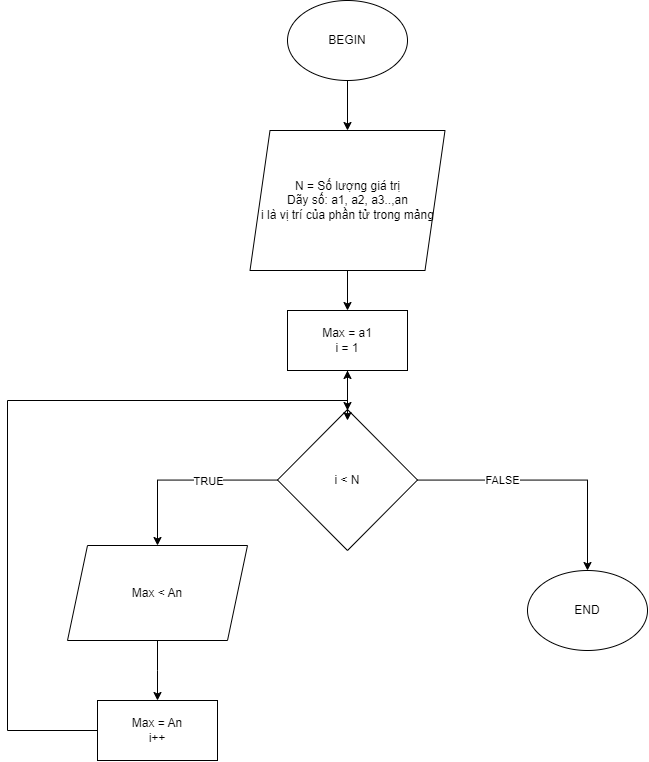 BEGIN
N = Số lượng giá trị
Dãy số: a1, a2, a3..,an
i là vị trí của phần tử trong mảng
Max = a1
i = 1
i < N
TRUE
FALSE
Max < An
END
Max = An
i++